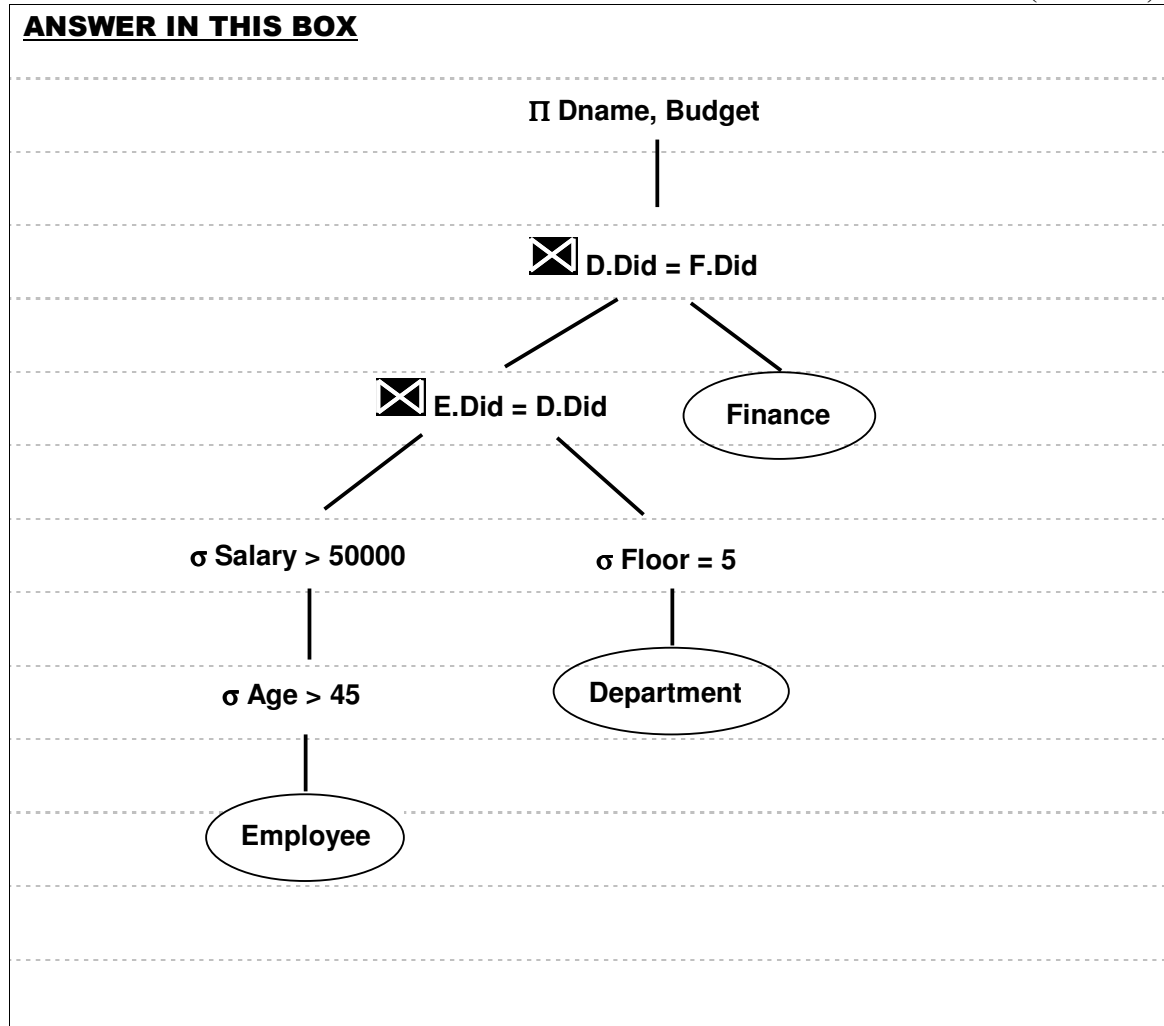 ANSWER IN THIS BOX
Π Dname, Budget
⋈ D.Did = F.Did
⋈ E.Did = D.Did
Finance
σ Salary > 50000
σ Floor = 5
σ Age > 45
Department
Employee